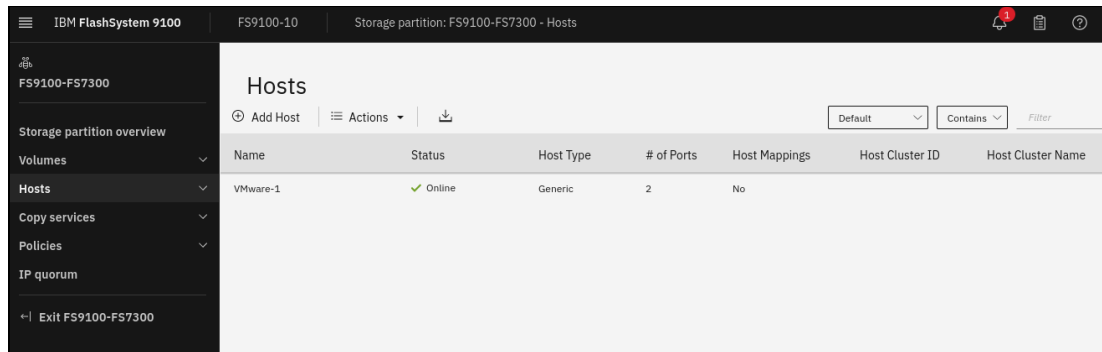 IBM FlashSystem 9100 FS9100-10 Storage partition: FS9100-FS7300 - Hosts 1
FS9100-FS7300
Storage partition overview
Volumes
Hosts
Copy services
Policies
IP quorum
Exit FS9100-FS7300
Hosts
Add Host Actions Default Contains Filter
Name Status Host Type # of Ports Host Mappings Host Cluster ID Host Cluster Name
VMware-1 Online Generic 2 No